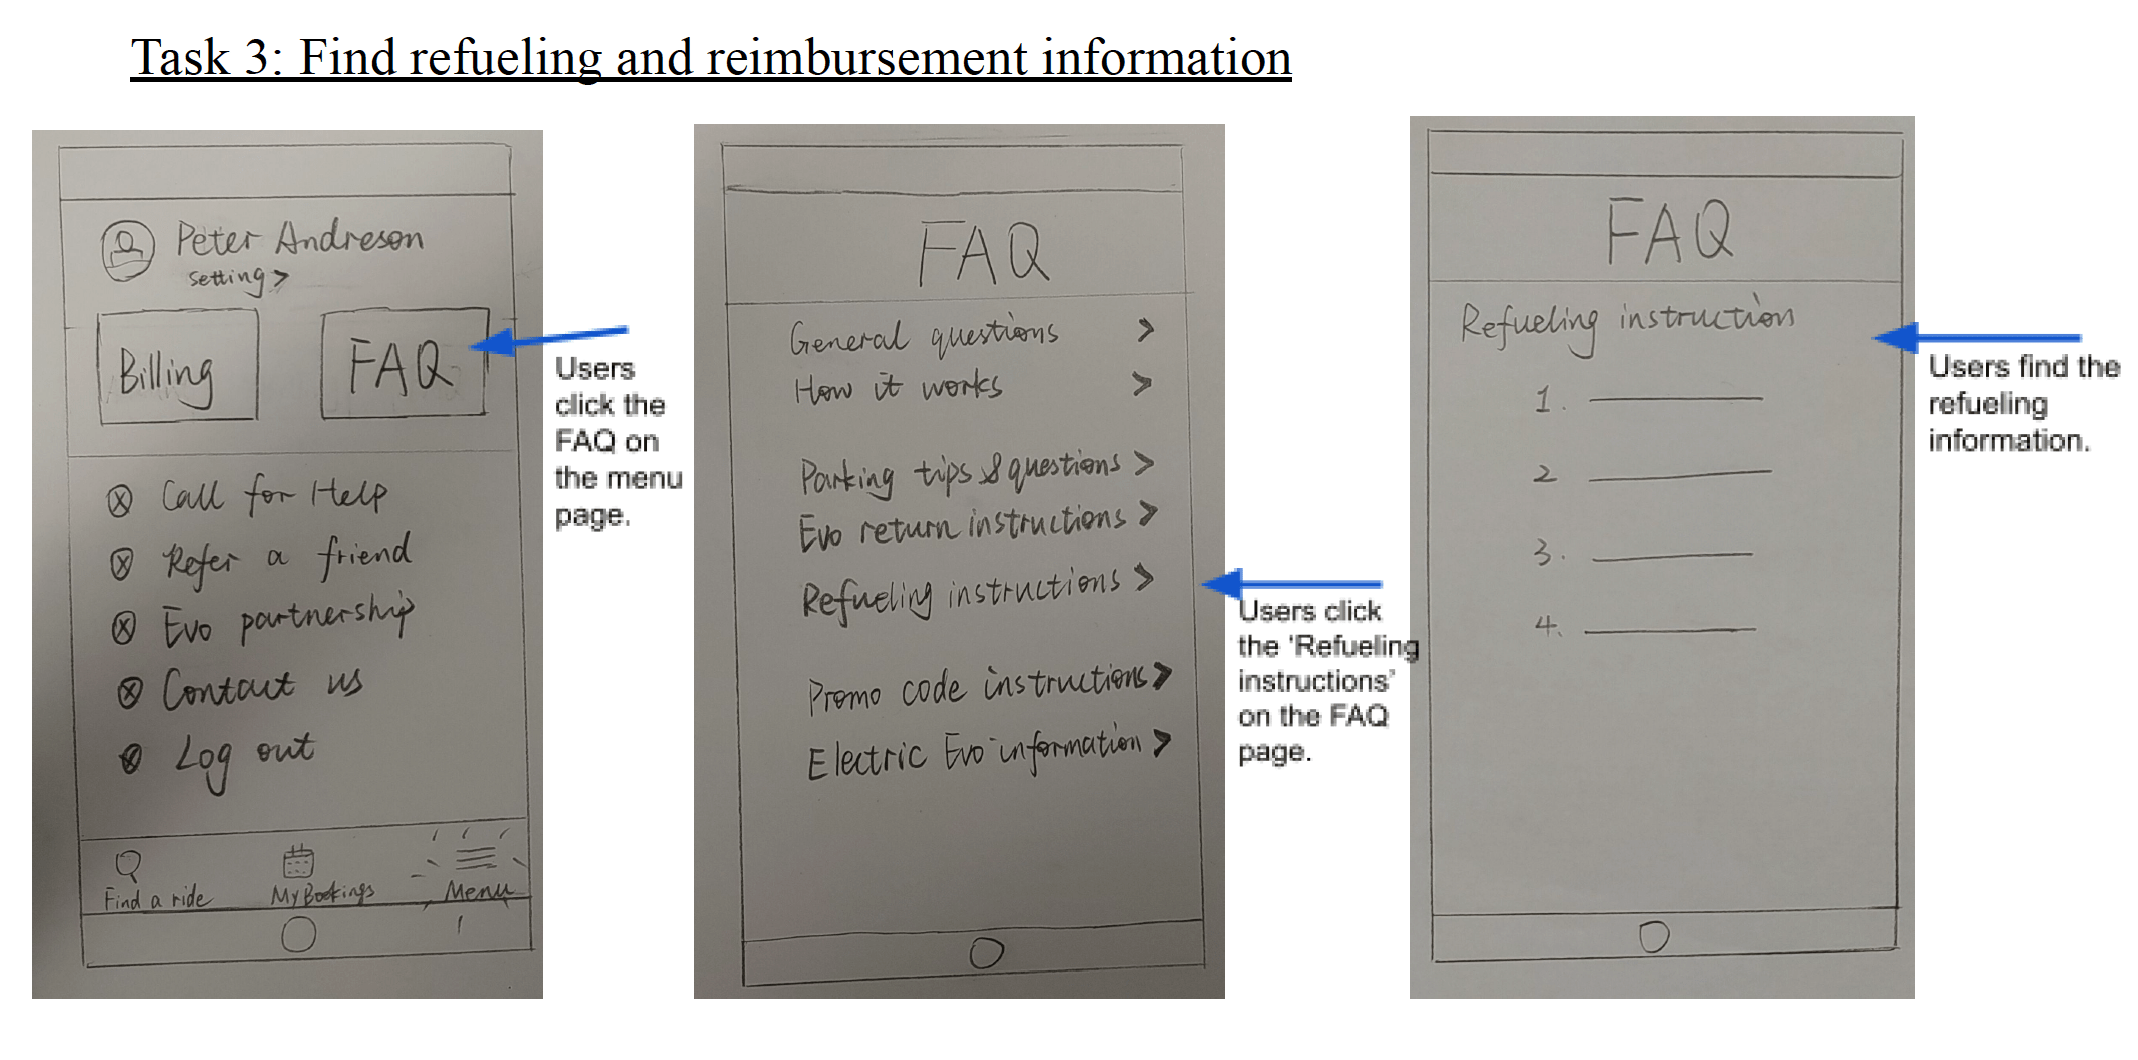 Task 3: Find refueling and reimbursement information
Peter Andreson
setting >
Billing
FAQ
Call for Help
Refer a friend
Evo partnership
Contact us
Log out
Find a ride
My Bookings
Menu
Users
click the
FAQ on
the menu
page.
FAQ
General questions >
How it works >
Parking tips & questions >
Evo return instructions >
Refueling instructions >
Promo code instructions >
Electric Evo information >
Users click
the ‘Refueling
instructions’
on the FAQ
page.
FAQ
Refueling instruction
1.
2
3.
4.
Users find the
refueling
information.